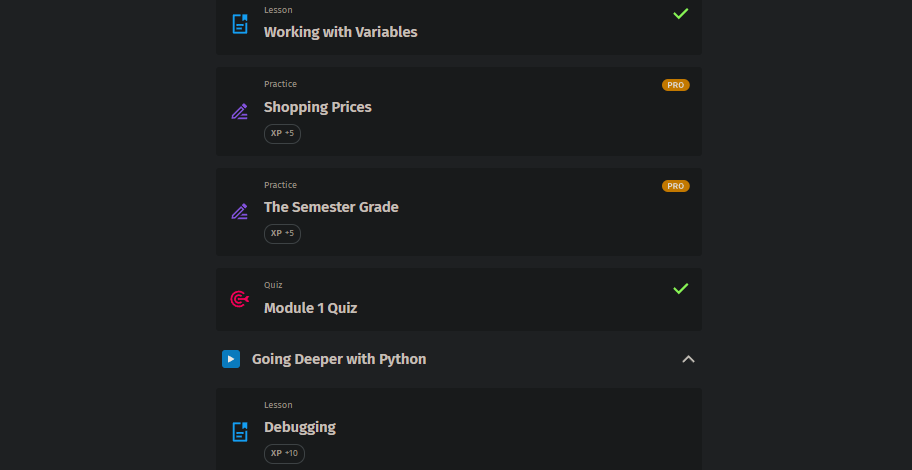 Lesson
Working with Variables
Practice
PRO
Shopping Prices
XP +5
Practice
PRO
The Semester Grade
XP +5
Quiz
Module 1 Quiz
Going Deeper with Python
Lesson
Debugging
XP +10